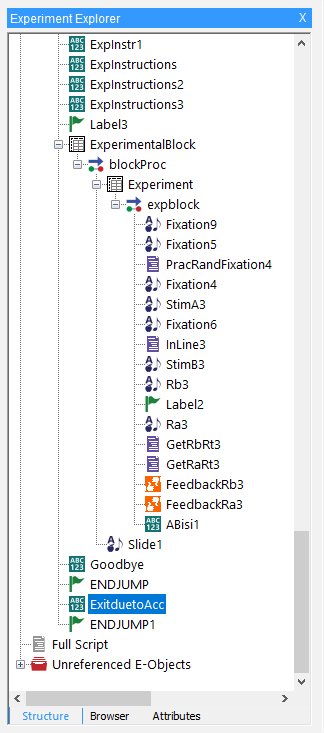 Experiment Explorer X
ExpInstr1
ExpInstructions
ExpInstructions2
ExpInstructions3
Label3
ExperimentalBlock
blockProc
Experiment
expblock
Fixation9
Fixation5
PracRandFixation4
Fixation4
StimA3
Fixation6
InLine3
StimB3
Rb3
Label2
Ra3
GetRbRt3
GetRaRt3
FeedbackRb3
FeedbackRa3
ABisi1
Slide1
Goodbye
ENDJUMP
ExitduetoAcc
ENDJUMP1
Full Script
Unreferenced E-Objects
Structure Browser Attributes